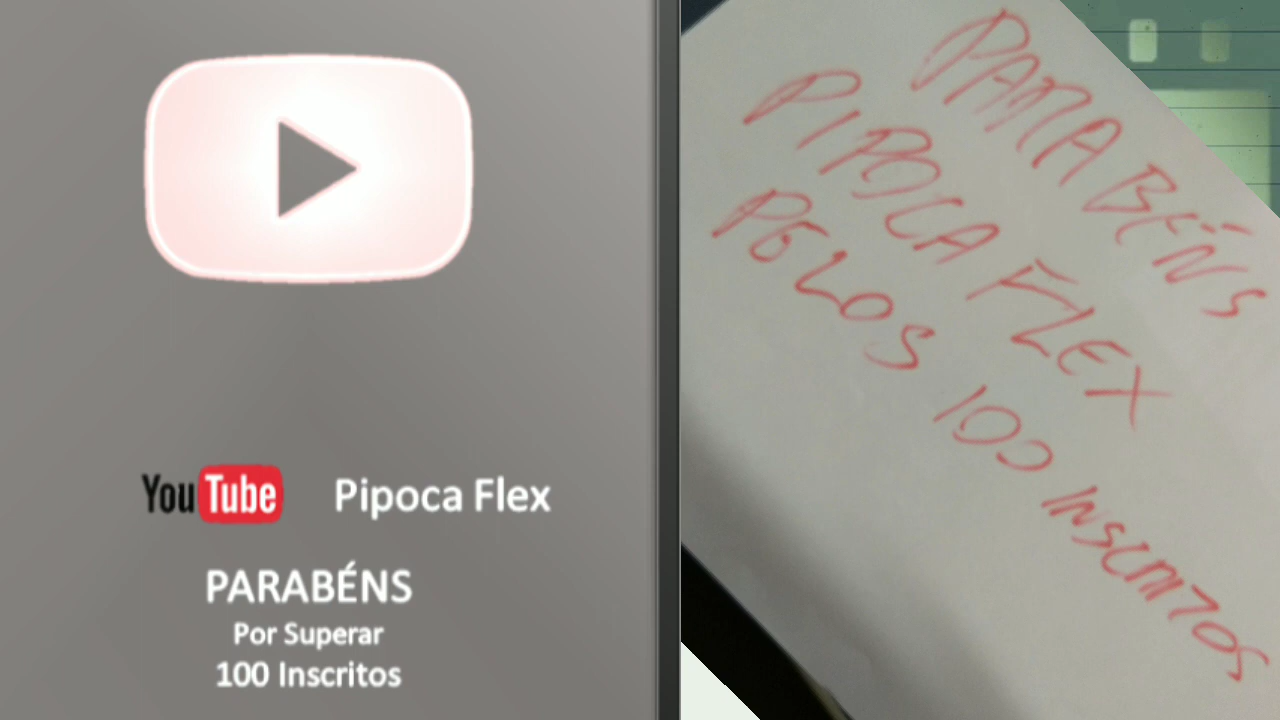 YouTube Pipoca Flex
PARABÉNS
Por Superar
100 Inscritos
PARABÉNS
PIPOCA FLEX
PELOS 100 INSCRITOS